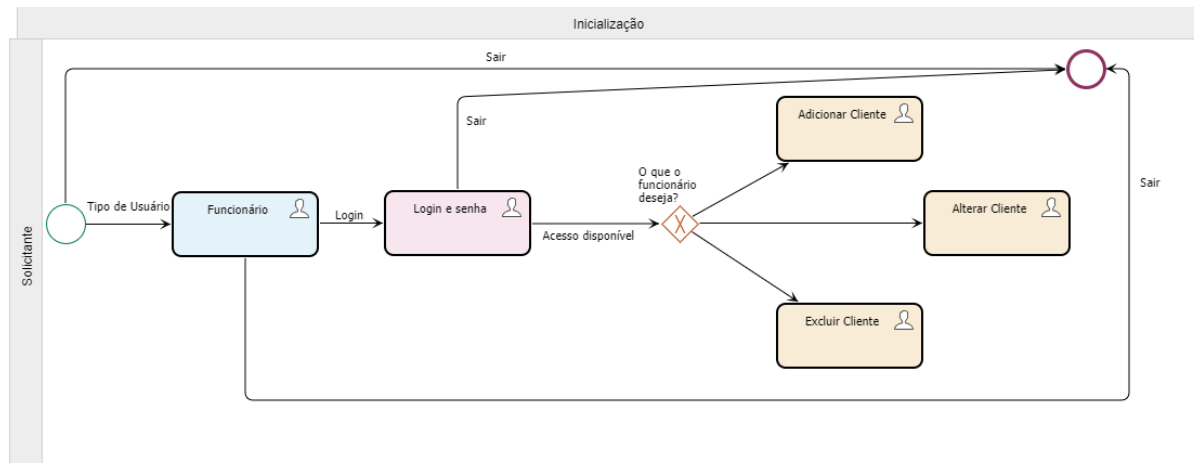 Inicialização
Solicitante
Sair
Adicionar Cliente
Sair
O que o
funcionário
deseja?
Sair
Tipo de Usuário
Funcionário
Login
Login e senha
Acesso disponível
Alterar Cliente
Excluir Cliente